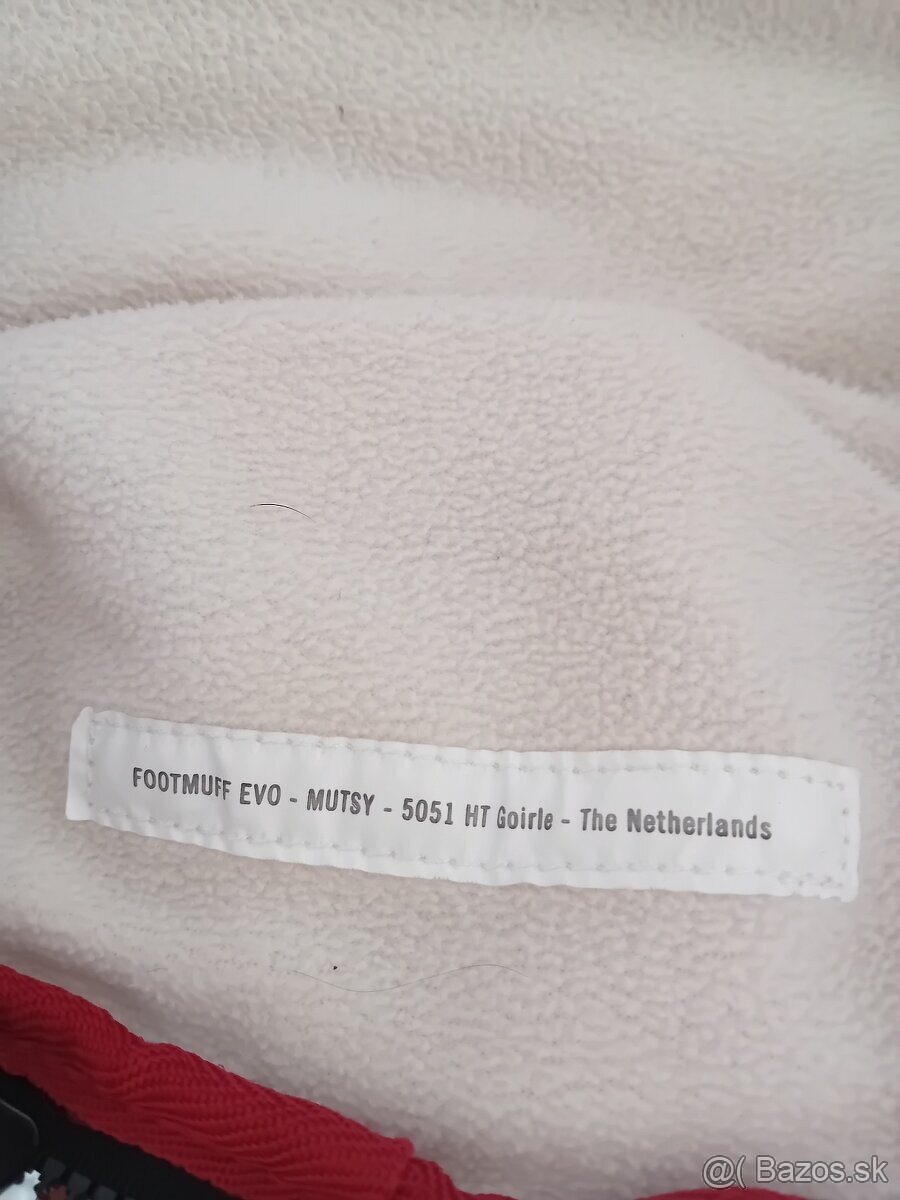 FOOTMUFF EVO - MUTSY - 5051 HT Goirle - The Netherlands
@( Bazos.sk